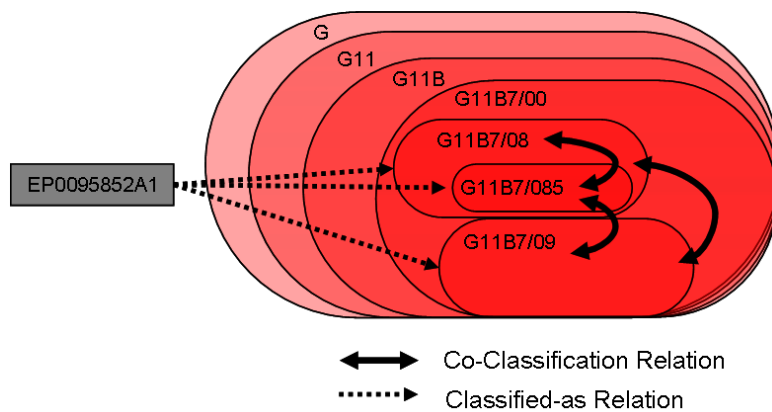 G
G11
G11B
G11B7/00
G11B7/08
EP0095852A1
G11B7/085
G11B7/09
Co-Classification Relation
Classified-as Relation